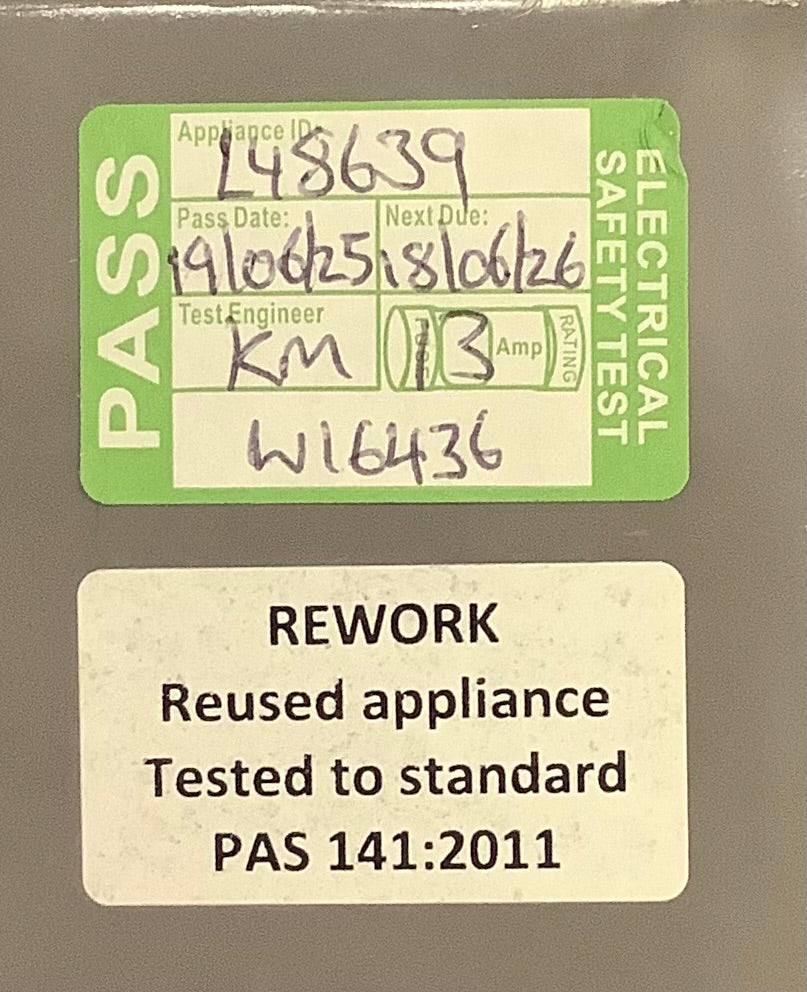 PASS
Appliance ID:
L48639
Pass Date:
19/06/25
Next Due:
18/06/26
Test Engineer
KM
FUSE
13
Amp
RATING
W16436
ELECTRICAL
SAFETY TEST
REWORK
Reused appliance
Tested to standard
PAS 141:2011